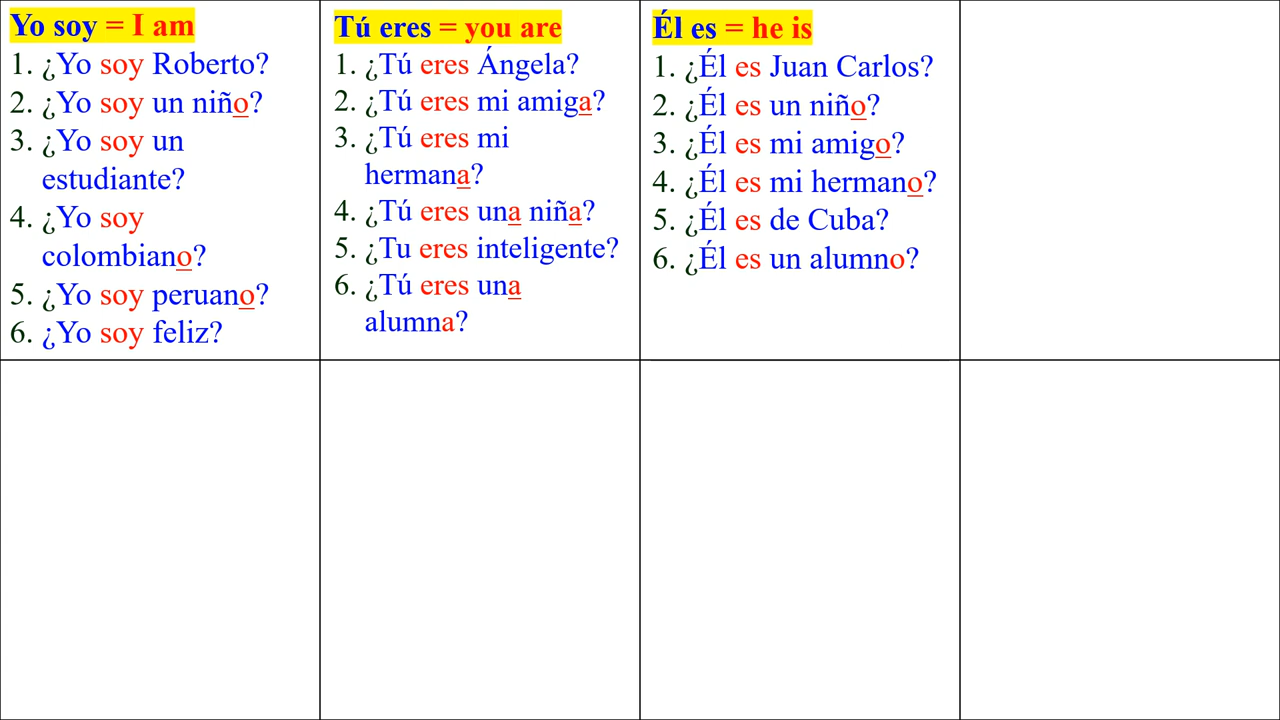 Yo soy = I am
1. ¿Yo soy Roberto?
2. ¿Yo soy un niño?
3. ¿Yo soy un
estudiante?
4. ¿Yo soy
colombiano?
5. ¿Yo soy peruano?
6. ¿Yo soy feliz?
Tú eres = you are
1. ¿Tú eres Ángela?
2. ¿Tú eres mi amiga?
3. ¿Tú eres mi
hermana?
4. ¿Tú eres una niña?
5. ¿Tu eres inteligente?
6. ¿Tú eres una
alumna?
Él es = he is
1. ¿Él es Juan Carlos?
2. ¿Él es un niño?
3. ¿Él es mi amigo?
4. ¿Él es mi hermano?
5. ¿Él es de Cuba?
6. ¿Él es un alumno?